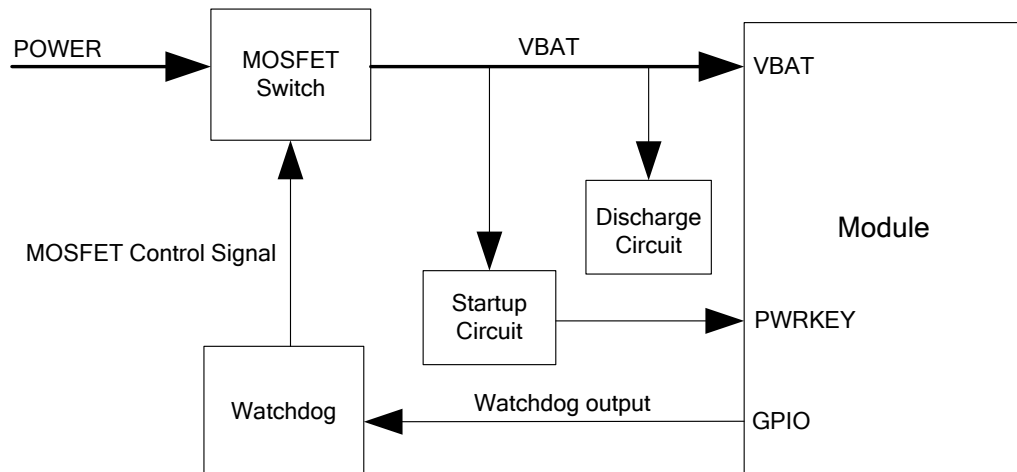 POWER
MOSFET
Switch
VBAT
VBAT
MOSFET Control Signal
Discharge
Circuit
Module
Startup
Circuit
PWRKEY
Watchdog
Watchdog output
GPIO